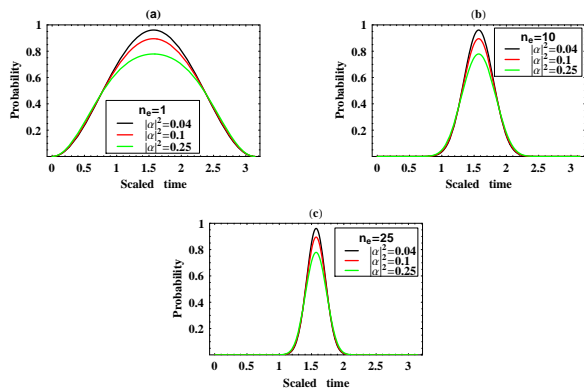 (a)
1
0.8
0.6
0.4
0.2
Probability
n_e=1
|α|²=0.04
|α|²=0.1
|α|²=0.25
0 0.5 1 1.5 2 2.5 3
Scaled time
(b)
1
0.8
0.6
0.4
0.2
Probability
n_e=10
|α|²=0.04
|α|²=0.1
|α|²=0.25
0 0.5 1 1.5 2 2.5 3
Scaled time
(c)
1
0.8
0.6
0.4
0.2
Probability
n_e=25
|α|²=0.04
|α|²=0.1
|α|²=0.25
0 0.5 1 1.5 2 2.5 3
Scaled time